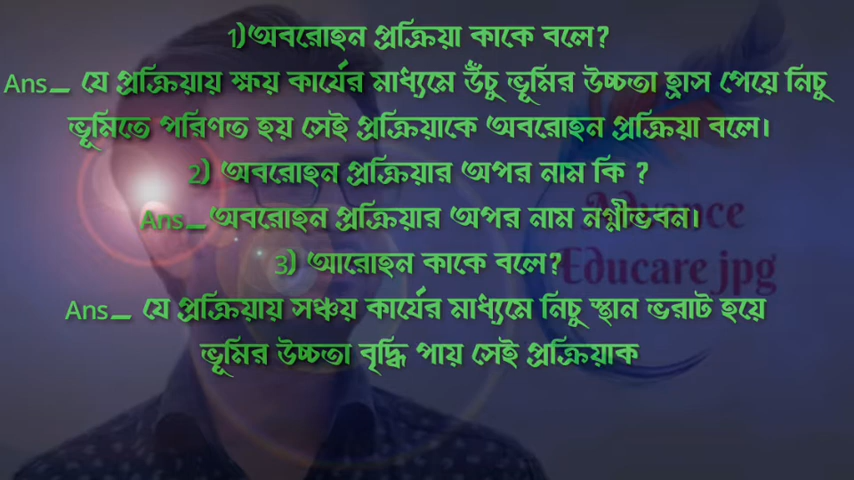 1)অবরোহন প্রক্রিয়া কাকে বলে?
Ans_ যে প্রক্রিয়ায় ক্ষয় কার্যের মাধ্যমে উঁচু ভূমির উচ্চতা হ্রাস পেয়ে নিচু
ভূমিতে পরিণত হয় সেই প্রক্রিয়াকে অবরোহন প্রক্রিয়া বলে।
2) অবরোহন প্রক্রিয়ার অপর নাম কি ?
Ans_অবরোহন প্রক্রিয়ার অপর নাম নগ্নীভবন।
3) আরোহন কাকে বলে?
Ans_ যে প্রক্রিয়ায় সঞ্চয় কার্যের মাধ্যমে নিচু স্থান ভরাট হয়ে
ভূমির উচ্চতা বৃদ্ধি পায় সেই প্রক্রিয়াক
Advance
Educare jpg